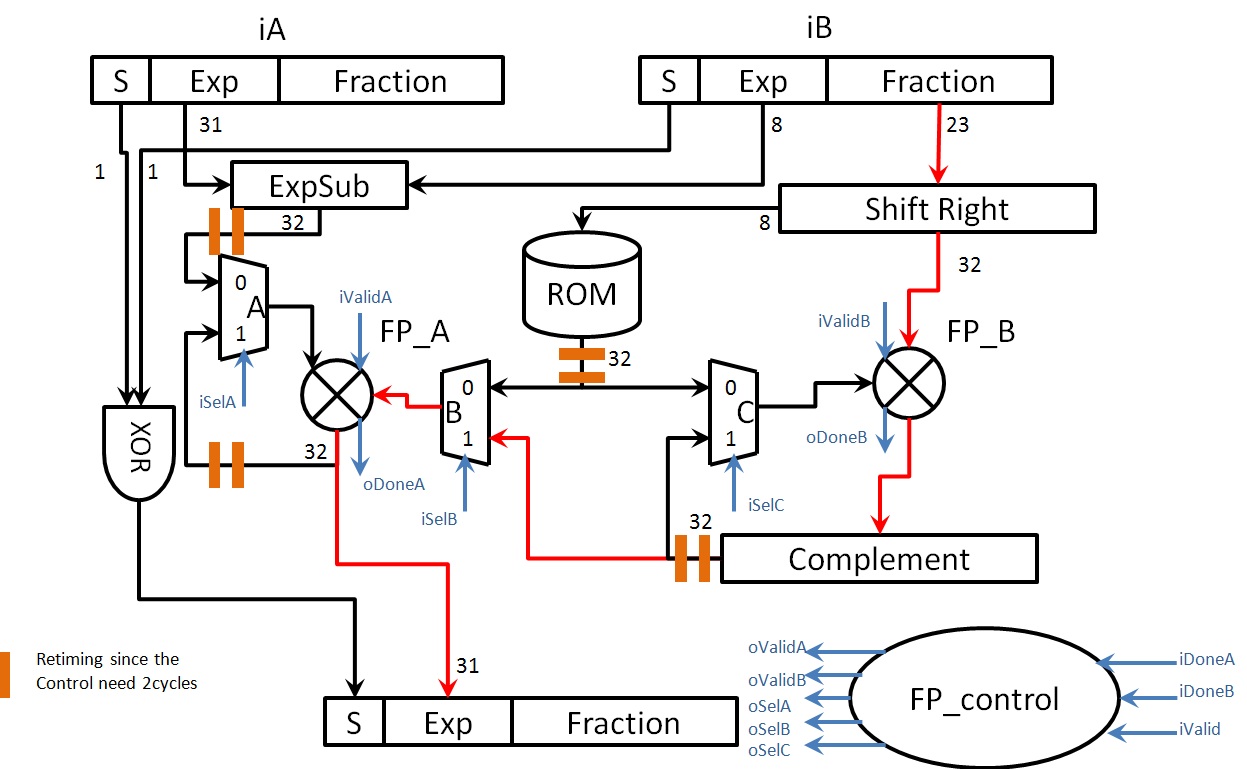 iA
iB
S Exp Fraction
S Exp Fraction
31
8
23
1
1
ExpSub
Shift Right
32
8
32
0
A
1
ROM
iValidA
FP_A
iValidB
FP_B
32
0
B
1
0
C
1
iSelA
XOR
32
oDoneA
oDoneB
iSelB
iSelC
32
Complement
Retiming since the
Control need 2cycles
31
S Exp Fraction
FP_control
oValidA
oValidB
oSelA
oSelB
oSelC
iDoneA
iDoneB
iValid